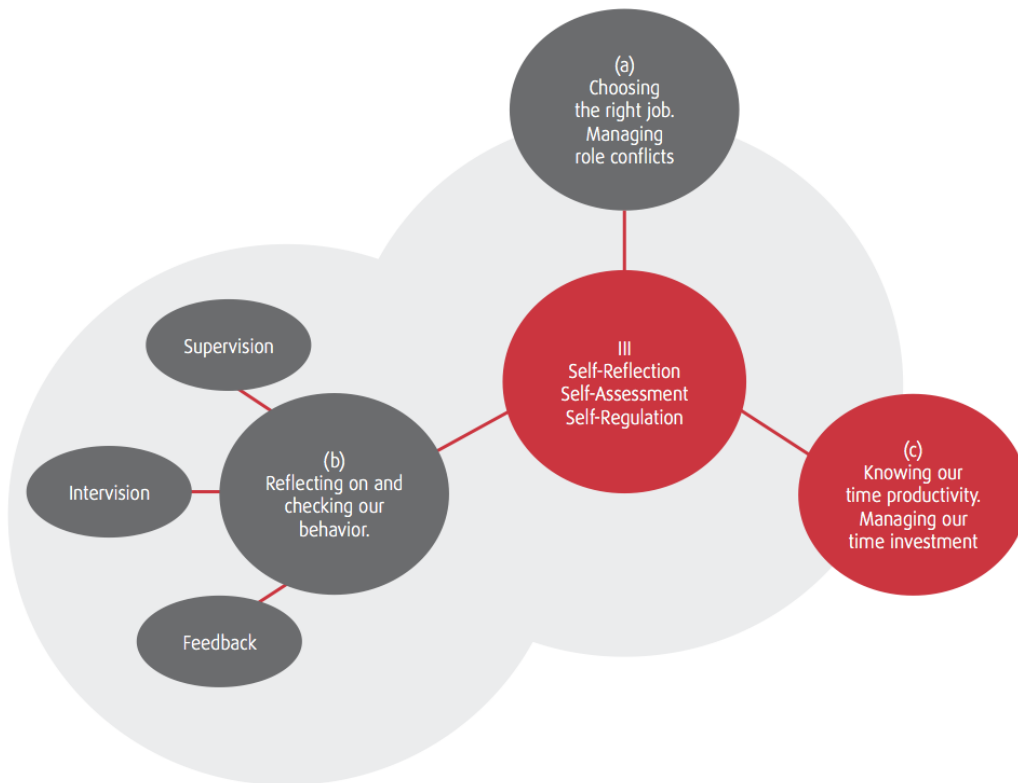 (a)
Choosing
the right job.
Managing
role conflicts
III
Self-Reflection
Self-Assessment
Self-Regulation
Supervision
(b)
Reflecting on and
checking our
behavior.
Intervision
Feedback
(c)
Knowing our
time productivity.
Managing our
time investment